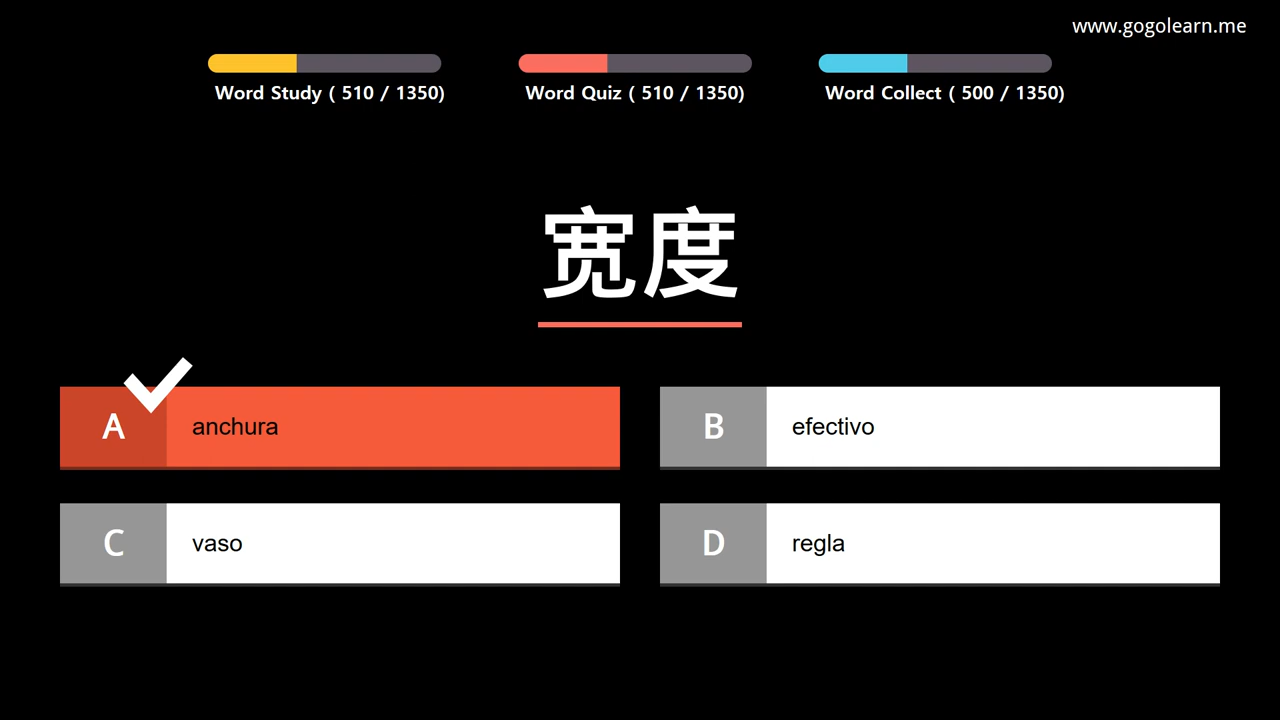 www.gogolearn.me
Word Study ( 510 / 1350)
Word Quiz ( 510 / 1350)
Word Collect ( 500 / 1350)
宽度
A anchura
B efectivo
C vaso
D regla